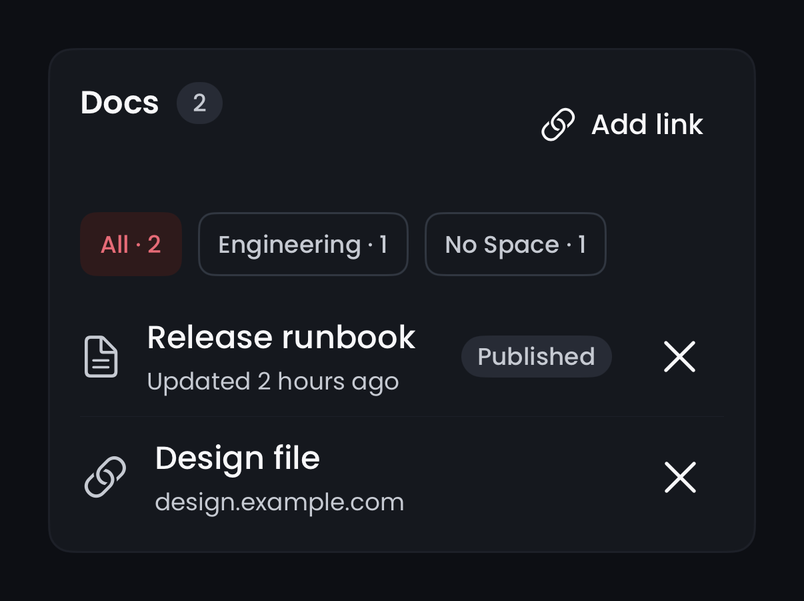 Docs 2
Add link
All · 2 Engineering · 1 No Space · 1
Release runbook
Updated 2 hours ago
Published
Design file
design.example.com